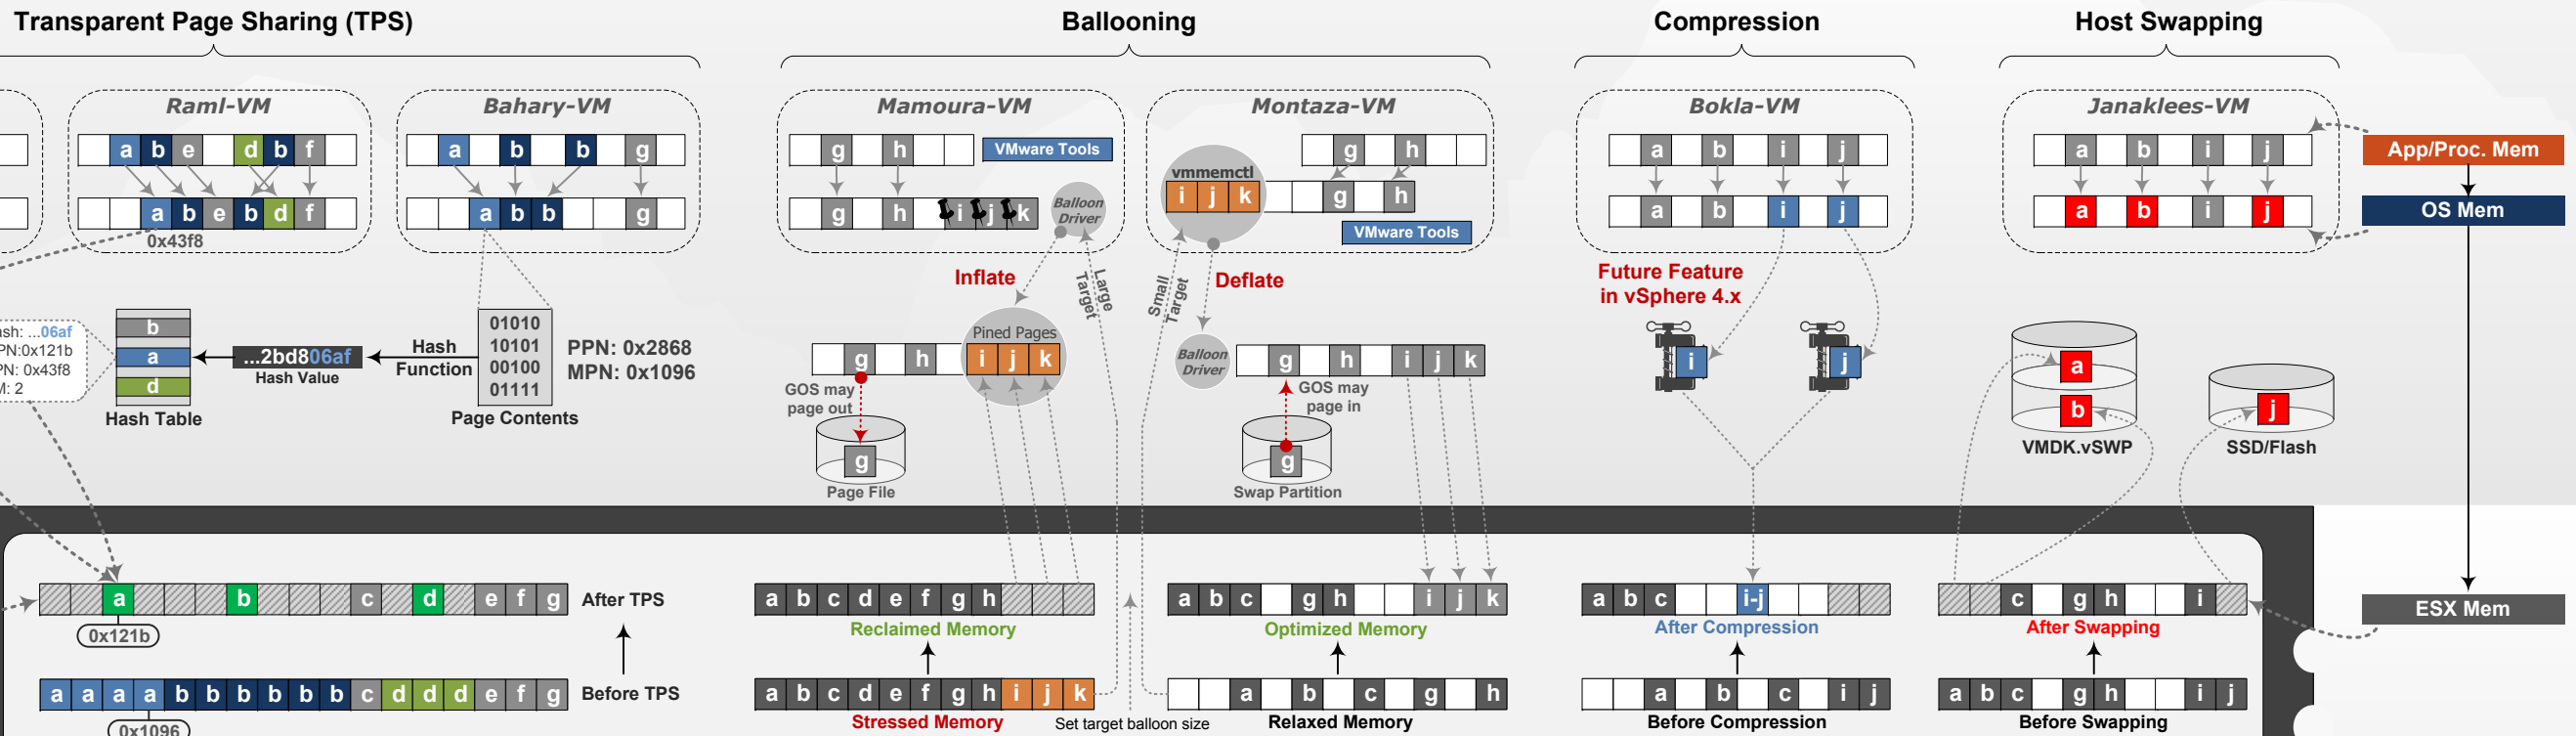 Transparent Page Sharing (TPS)
Ballooning
Compression
Host Swapping
Raml-VM
Bahary-VM
Mamoura-VM
Montaza-VM
Bokla-VM
Janaklees-VM
a b e d b f
a b b g
g h
VMware Tools
g h
a b i j
a b i j
App/Proc. Mem
a b e b d f
a b b g
g h i j k
Balloon
Driver
vmmemctl
i j k
g h
a b i j
a b i j
OS Mem
0x43f8
VMware Tools
Inflate
Large
Target
Small
Target
Deflate
Future Feature
in vSphere 4.x
...06af
:0x121b
: 0x43f8
: 2
b
a
d
Hash Table
...2bd806af
Hash Value
Hash
Function
01010
10101
00100
01111
Page Contents
PPN: 0x2868
MPN: 0x1096
Pined Pages
g h i j k
GOS may
page out
g
Page File
Balloon
Driver
g h i j k
GOS may
page in
g
Swap Partition
i
j
a
b
VMDK.vSWP
j
SSD/Flash
a b c d e f g
After TPS
0x121b
a b c d e f g h
Reclaimed Memory
a b c g h i j k
Optimized Memory
a b c i-j
After Compression
c g h i
After Swapping
ESX Mem
a a a a b b b b b b c d d d e f g
Before TPS
0x1096
a b c d e f g h i j k
Stressed Memory
Set target balloon size
a b c g h
Relaxed Memory
a b c i j
Before Compression
a b c g h i j
Before Swapping